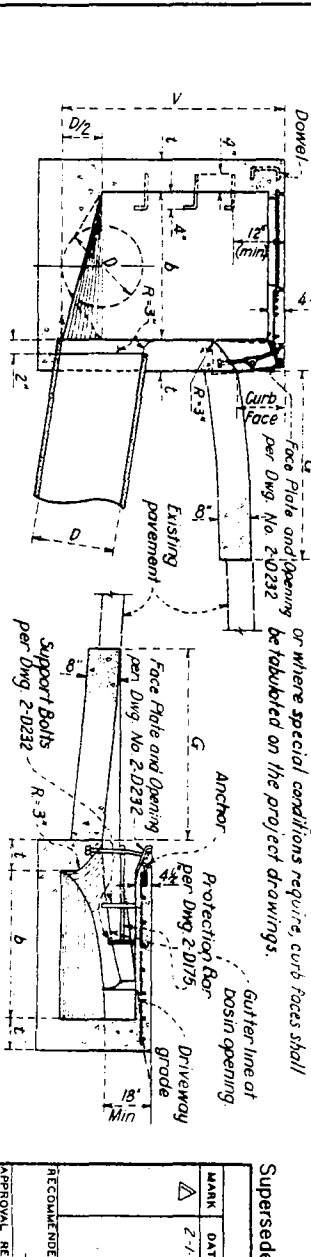 or where special conditions require, curb faces shall
be tabulated on the project drawings.
Dowel
V
D/2
t
4"
4"
12"
(min)
4
b
D
R=3"
t
2"
D
R=3"
Curb
Face
G
8"
Face Plate and Opening
per Dwg. No. 2-D232
Existing
pavement
8"
G
Face Plate and Opening
per Dwg. No 2-D232
Support Bolts
per Dwg. 2-D232
R=3"
Anchor
Protection Bar
per Dwg. 2-D175.
Gutter line at
basin opening.
Driveway
grade
18"
Min
t
b
t
Supersede
MARK
DAT
2-1-
RECOMMENDE
APPROVAL RE